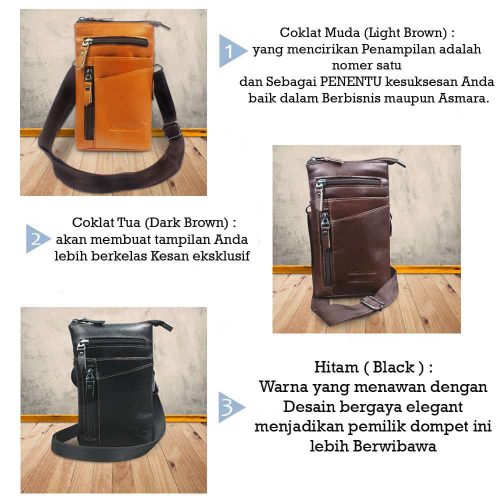 1
Coklat Muda (Light Brown) :
yang mencirikan Penampilan adalah
nomer satu
dan Sebagai PENENTU kesuksesan Anda
baik dalam Berbisnis maupun Asmara.
2
Coklat Tua (Dark Brown) :
akan membuat tampilan Anda
lebih berkelas Kesan eksklusif
3
Hitam ( Black ) :
Warna yang menawan dengan
Desain bergaya elegant
menjadikan pemilik dompet ini
lebih Berwibawa